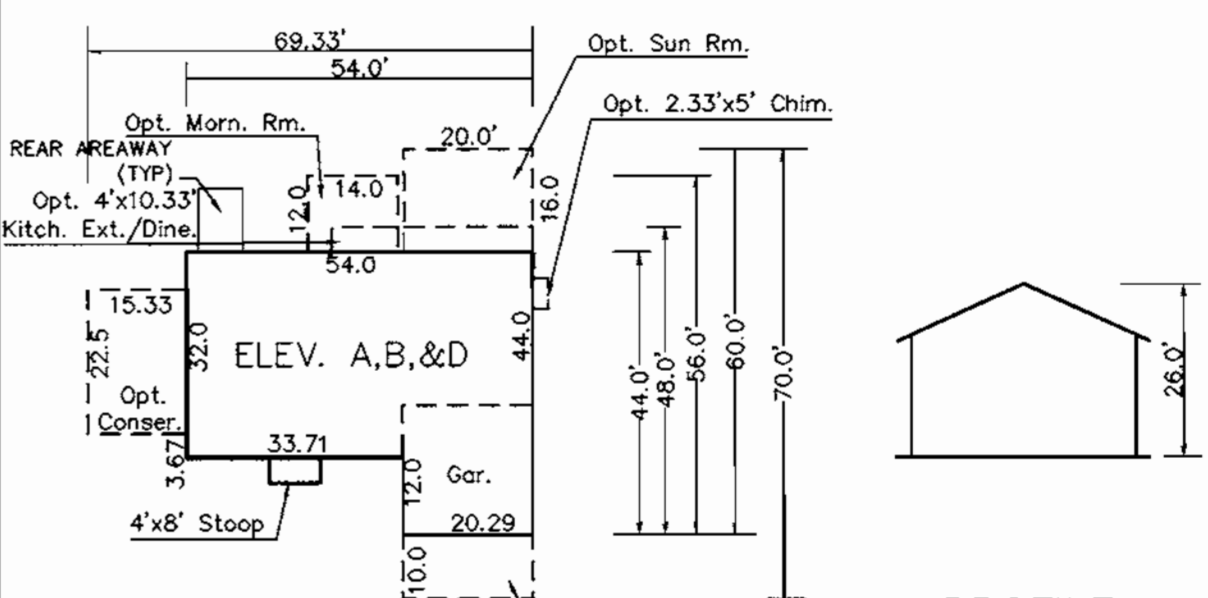 69.33'
Opt. Sun Rm.
54.0'
Opt. 2.33'x5' Chim.
Opt. Morn. Rm.
20.0'
REAR AREAWAY
(TYP)
14.0
12.0
16.0
Opt. 4'x10.33'
Kitch. Ext./Dine.
54.0
15.33
22.5
32.0
ELEV. A,B,&D
44.0
44.0'
48.0'
56.0'
60.0'
70.0'
26.0'
Opt.
Conser.
3.67
33.71
12.0
Gar.
4'x8' Stoop
20.29
10.0